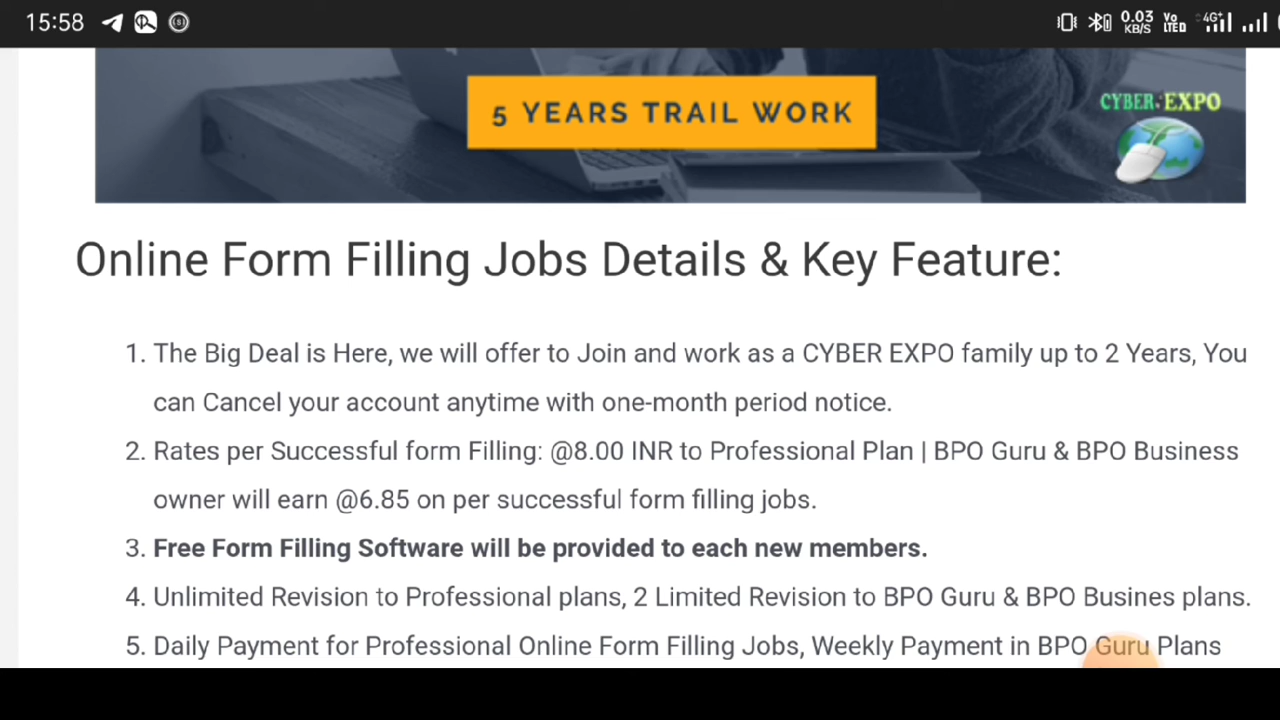 15:58
0.03
KB/S
Vo
LTED
4G+
5 YEARS TRAIL WORK
CYBER EXPO
Online Form Filling Jobs Details & Key Feature:
1. The Big Deal is Here, we will offer to Join and work as a CYBER EXPO family up to 2 Years, You
can Cancel your account anytime with one-month period notice.
2. Rates per Successful form Filling: @8.00 INR to Professional Plan | BPO Guru & BPO Business
owner will earn @6.85 on per successful form filling jobs.
3. Free Form Filling Software will be provided to each new members.
4. Unlimited Revision to Professional plans, 2 Limited Revision to BPO Guru & BPO Busines plans.
5. Daily Payment for Professional Online Form Filling Jobs, Weekly Payment in BPO Guru Plans